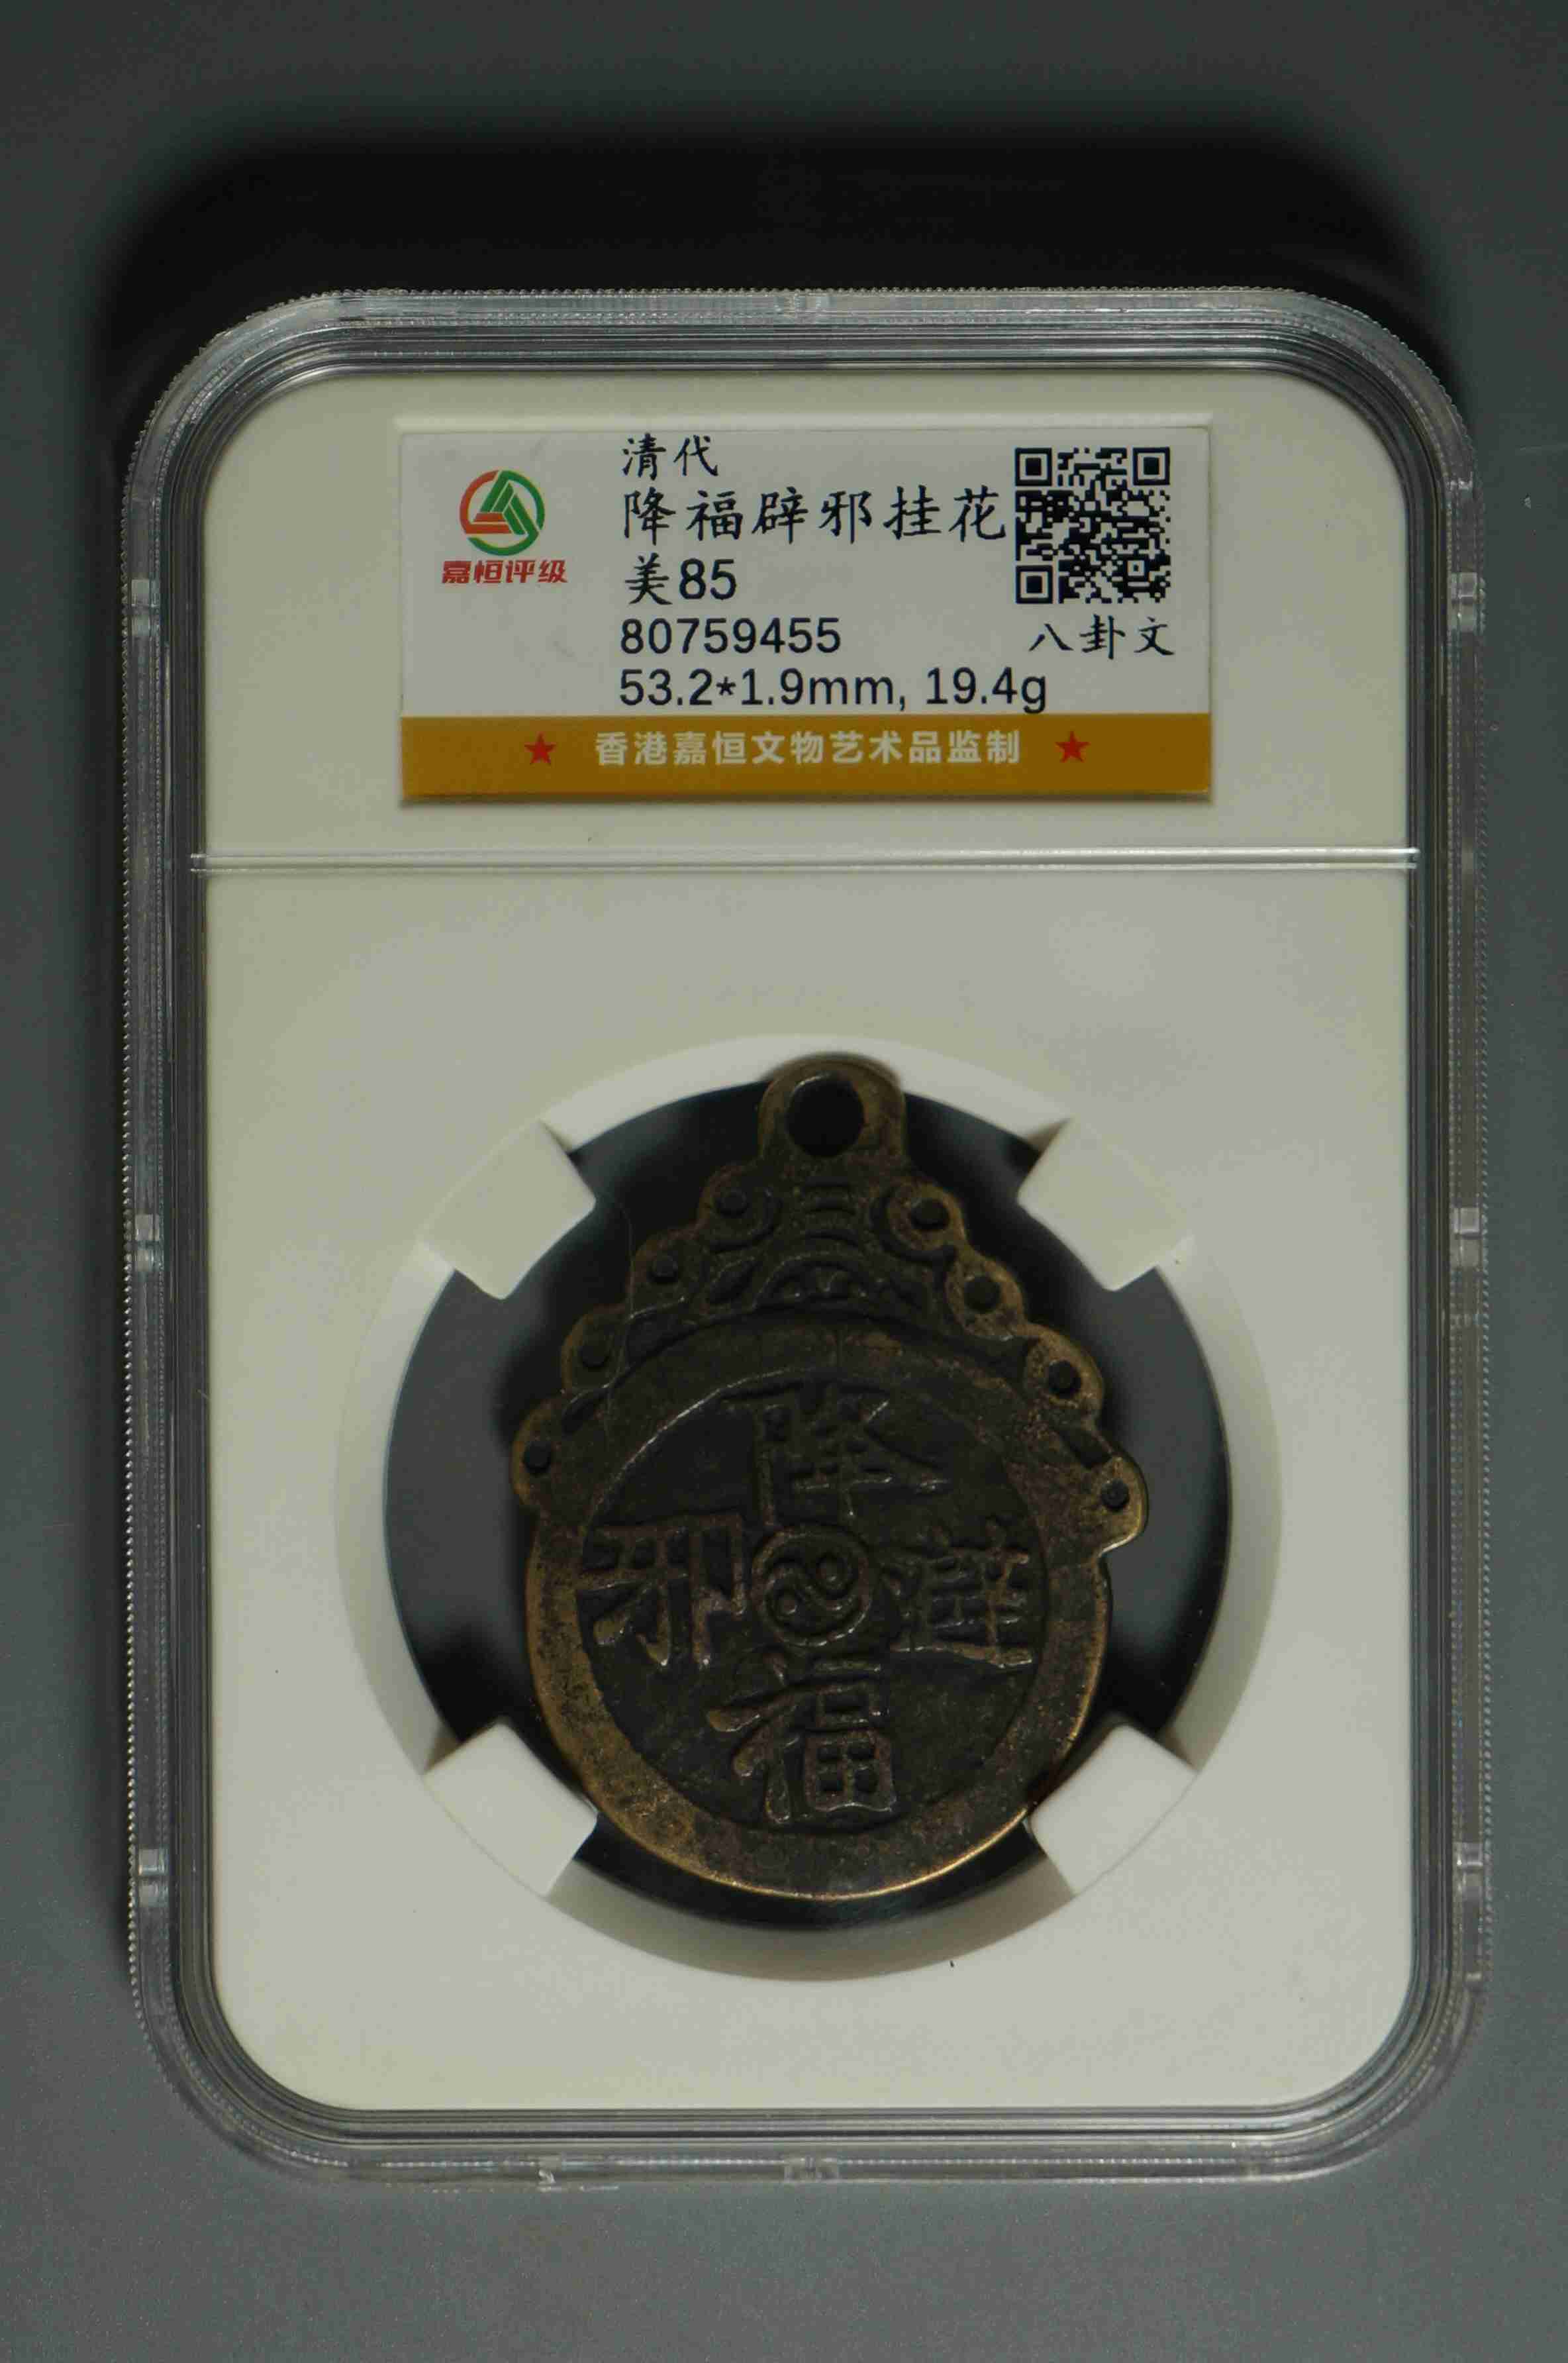 清代
降福辟邪挂花
美85
嘉恒评级
80759455
八卦文
53.2*1.9mm, 19.4g
★ 香港嘉恒文物艺术品监制 ★
降
邪 避
福